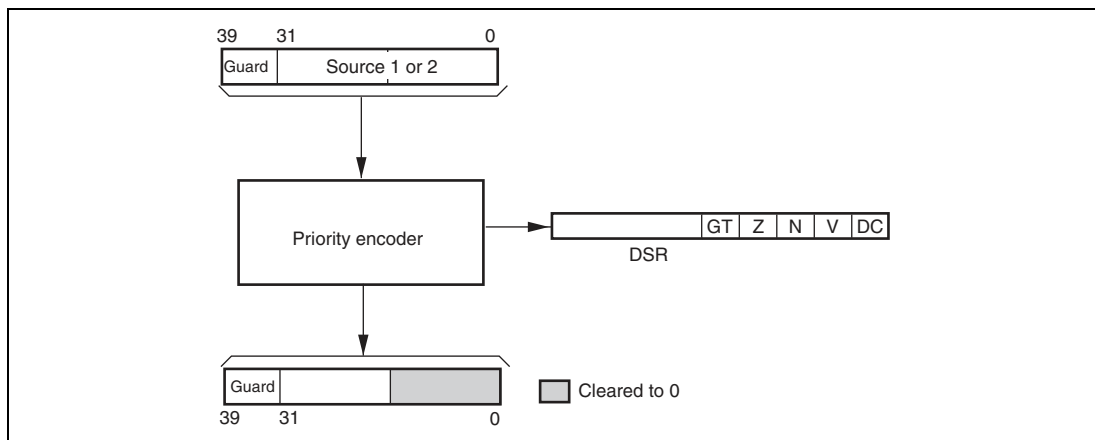 39 31 0
Guard Source 1 or 2
Priority encoder
GT Z N V DC
DSR
Guard
39 31 0
Cleared to 0